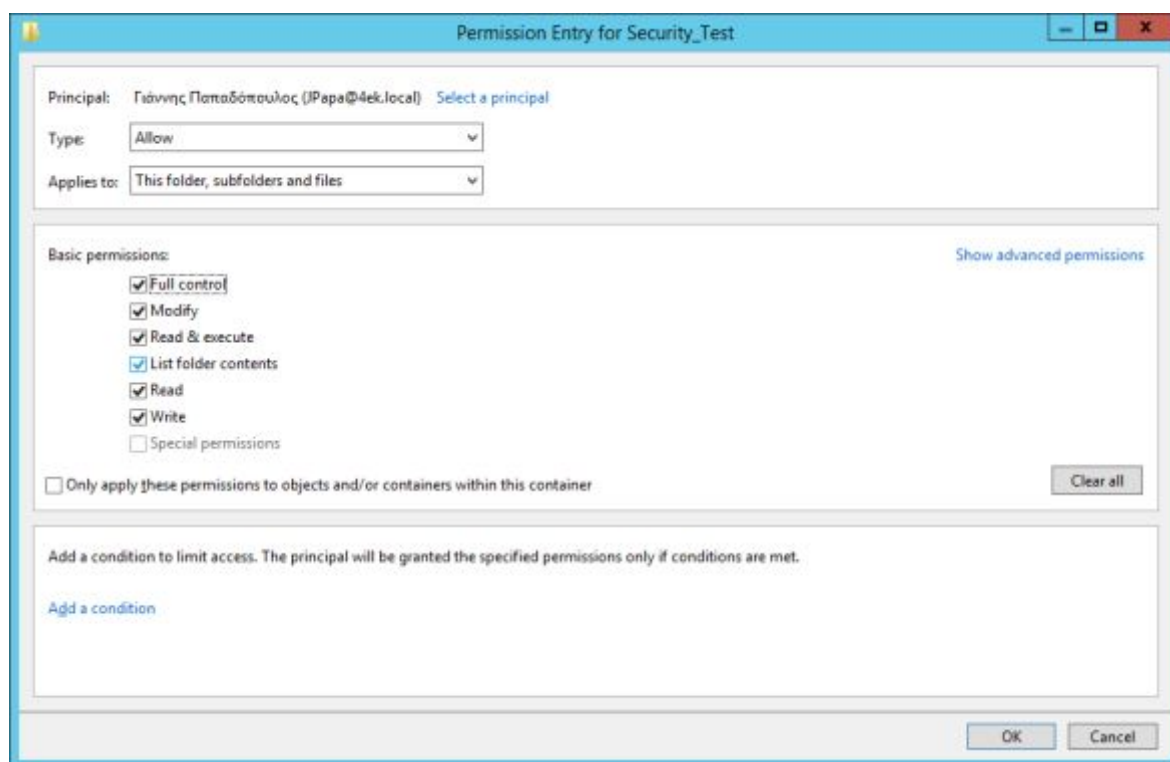 Permission Entry for Security_Test
Principal: Γιάννης Παπαδόπουλος (JPapa@4ek.local) Select a principal
Type: Allow
Applies to: This folder, subfolders and files
Basic permissions: Show advanced permissions
Full control
Modify
Read & execute
List folder contents
Read
Write
Special permissions
Only apply these permissions to objects and/or containers within this container Clear all
Add a condition to limit access. The principal will be granted the specified permissions only if conditions are met.
Add a condition
OK Cancel